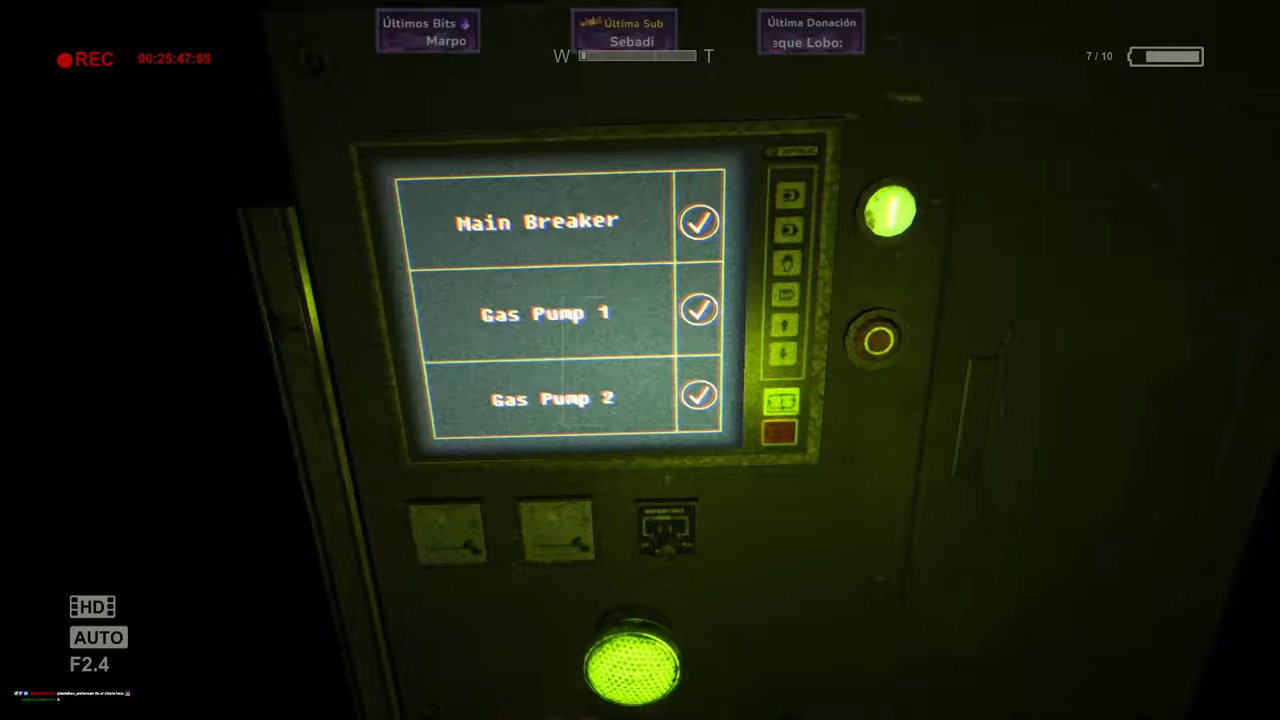 Últimos Bits
Marpo
Última Sub
Sebadi
Última Donación
eque Lobo:
REC
00:25:47:69
W
T
7 / 10
Main Breaker
Gas Pump 1
Gas Pump 2
HD
AUTO
F2.4